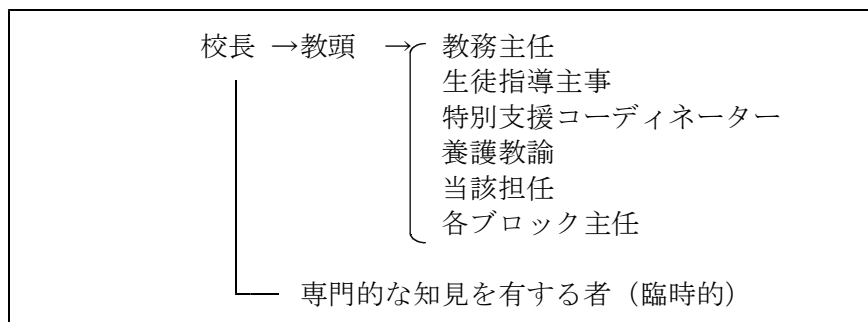 校長 →教頭 → 教務主任
生徒指導主事
特別支援コーディネーター
養護教諭
当該担任
各ブロック主任
専門的な知見を有する者（臨時的）